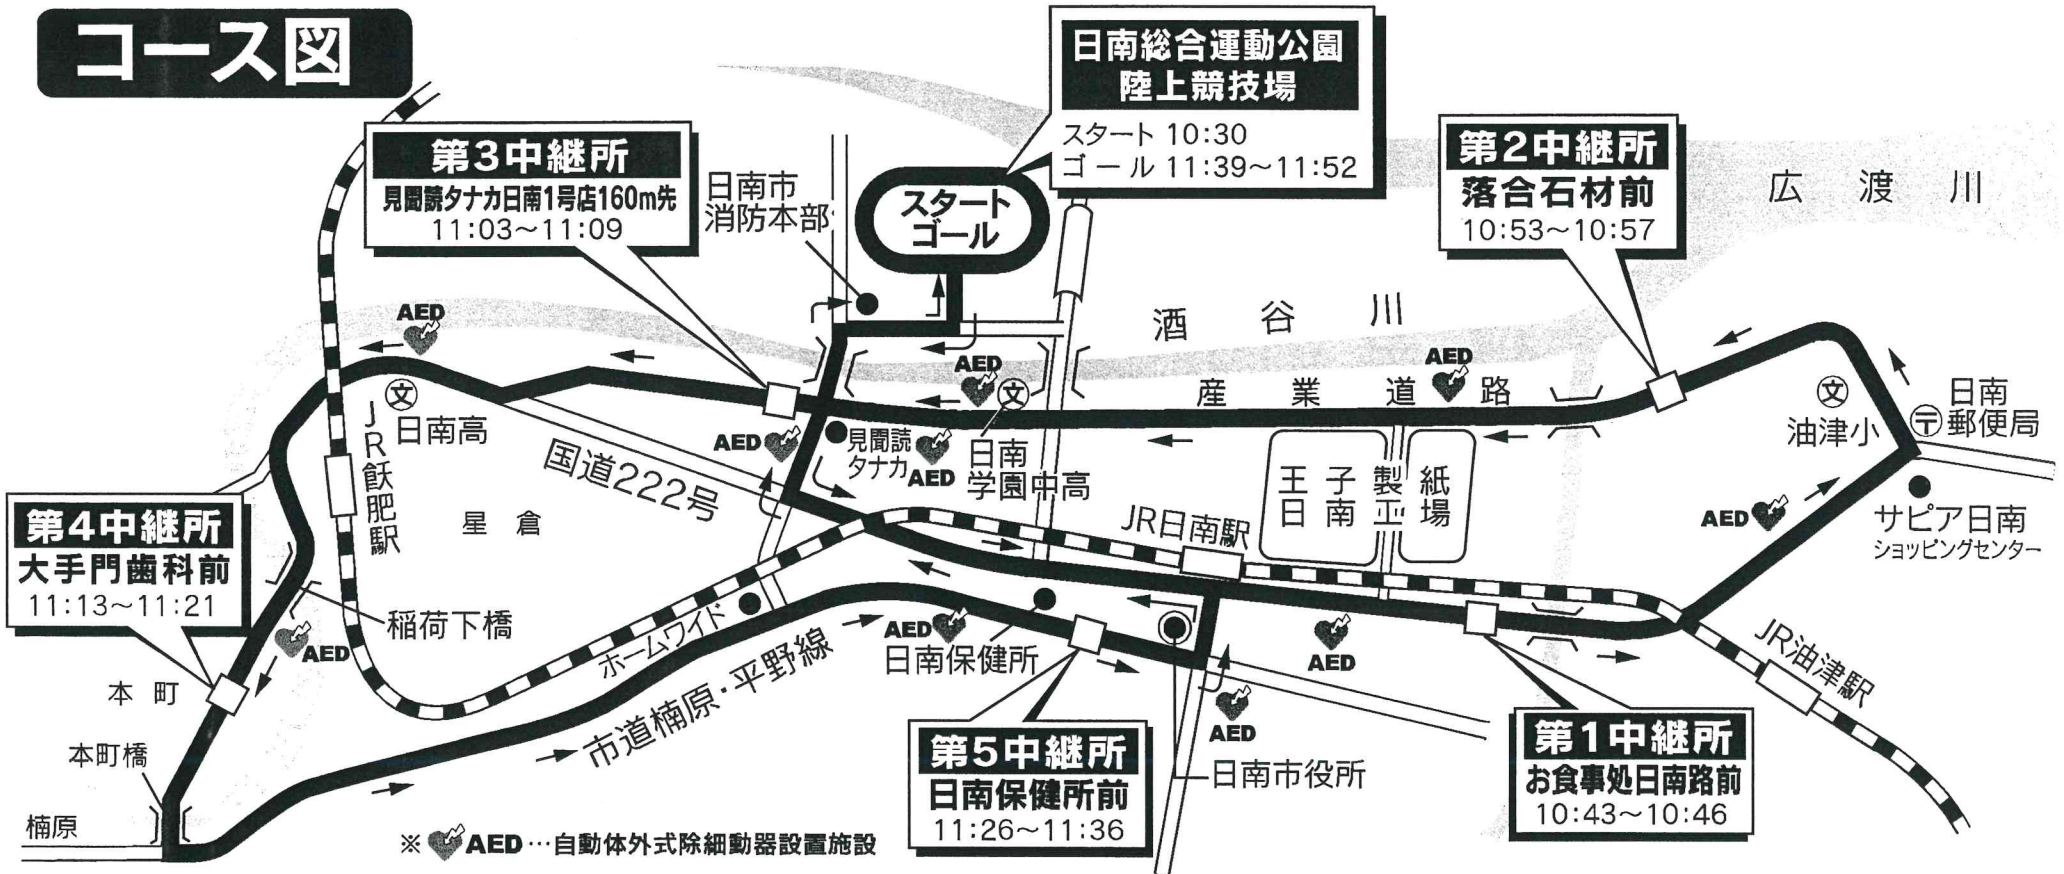 コース図
日南総合運動公園
陸上競技場
スタート 10:30
ゴール 11:39〜11:52
第3中継所
見聞読タナカ日南1号店160m先
11:03〜11:09
日南市
消防本部
スタート
ゴール
第2中継所
落合石材前
10:53〜10:57
広渡川
酒谷川
AED
AED
AED
産業道路
文
日南高
JR飫肥駅
国道222号
AED
見聞読
タナカ
AED
文
日南
学園中高
王子製紙
日南工場
文
油津小
〒
日南
郵便局
AED
サピア日南
ショッピングセンター
第4中継所
大手門歯科前
11:13〜11:21
星倉
JR日南駅
稲荷下橋
AED
ホームワイド
市道楠原・平野線
AED
日南保健所
AED
AED
JR油津駅
本町
本町橋
楠原
第5中継所
日南保健所前
11:26〜11:36
日南市役所
第1中継所
お食事処日南路前
10:43〜10:46
※AED…自動体外式除細動器設置施設
AED